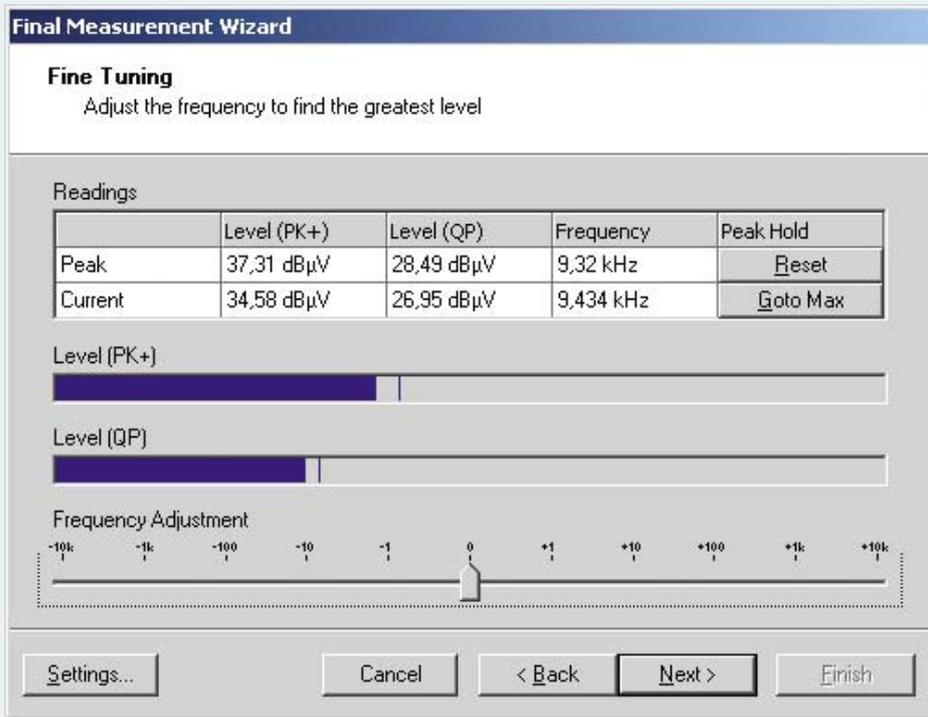 Final Measurement Wizard
Fine Tuning
Adjust the frequency to find the greatest level
Readings
Level (PK+) Level (QP) Frequency Peak Hold
Peak 37,31 dBµV 28,49 dBµV 9,32 kHz Reset
Current 34,58 dBµV 26,95 dBµV 9,434 kHz Goto Max
Level (PK+)
Level (QP)
Frequency Adjustment
-10k -1k -100 -10 -1 0 +1 +10 +100 +1k +10k
Settings... Cancel < Back Next > Finish